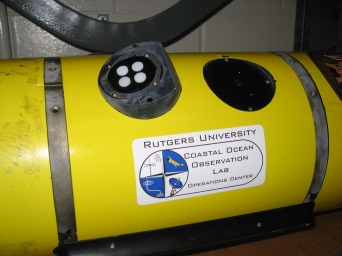 RUTGERS UNIVERSITY
COASTAL OCEAN
OBSERVATION
LAB
OPERATIONS CENTER